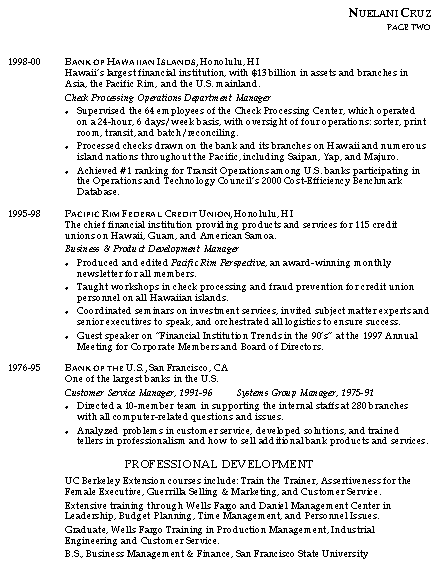 NUELANI CRUZ
PAGE TWO
1998-00 BANK OF HAWAIIAN ISLANDS, Honolulu, HI
Hawaii's largest financial institution, with $13 billion in assets and branches in
Asia, the Pacific Rim, and the U.S. mainland.
Check Processing Operations Department Manager
• Supervised the 64 employees of the Check Processing Center, which operated
on a 24-hour, 6 days/week basis, with oversight of four operations: sorter, print
room, transit, and batch/reconciling.
• Processed checks drawn on the bank and its branches on Hawaii and numerous
island nations throughout the Pacific, including Saipan, Yap, and Majuro.
• Achieved #1 ranking for Transit Operations among U.S. banks participating in
the Operations and Technology Council's 2000 Cost-Efficiency Benchmark
Database.
1995-98 PACIFIC RIM FEDERAL CREDIT UNION, Honolulu, HI
The chief financial institution providing products and services for 115 credit
unions on Hawaii, Guam, and American Samoa.
Business & Product Development Manager
• Produced and edited Pacific Rim Perspective, an award-winning monthly
newsletter for all members.
• Taught workshops in check processing and fraud prevention for credit union
personnel on all Hawaiian islands.
• Coordinated seminars on investment services, invited subject matter experts and
senior executives to speak, and orchestrated all logistics to ensure success.
• Guest speaker on "Financial Institution Trends in the 90's" at the 1997 Annual
Meeting for Corporate Members and Board of Directors.
1976-95 BANK OF THE U.S., San Francisco, CA
One of the largest banks in the U.S.
Customer Service Manager, 1991-96 Systems Group Manager, 1975-91
• Directed a 10-member team in supporting the internal staffs at 280 branches
with all computer-related questions and issues.
• Analyzed problems in customer service, developed solutions, and trained
tellers in professionalism and how to sell additional bank products and services.
PROFESSIONAL DEVELOPMENT
UC Berkeley Extension courses include: Train the Trainer, Assertiveness for the
Female Executive, Guerrilla Selling & Marketing, and Customer Service.
Extensive training through Wells Fargo and Daniel Management Center in
Leadership, Budget Planning, Time Management, and Personnel Issues.
Graduate, Wells Fargo Training in Production Management, Industrial
Engineering and Customer Service.
B.S., Business Management & Finance, San Francisco State University